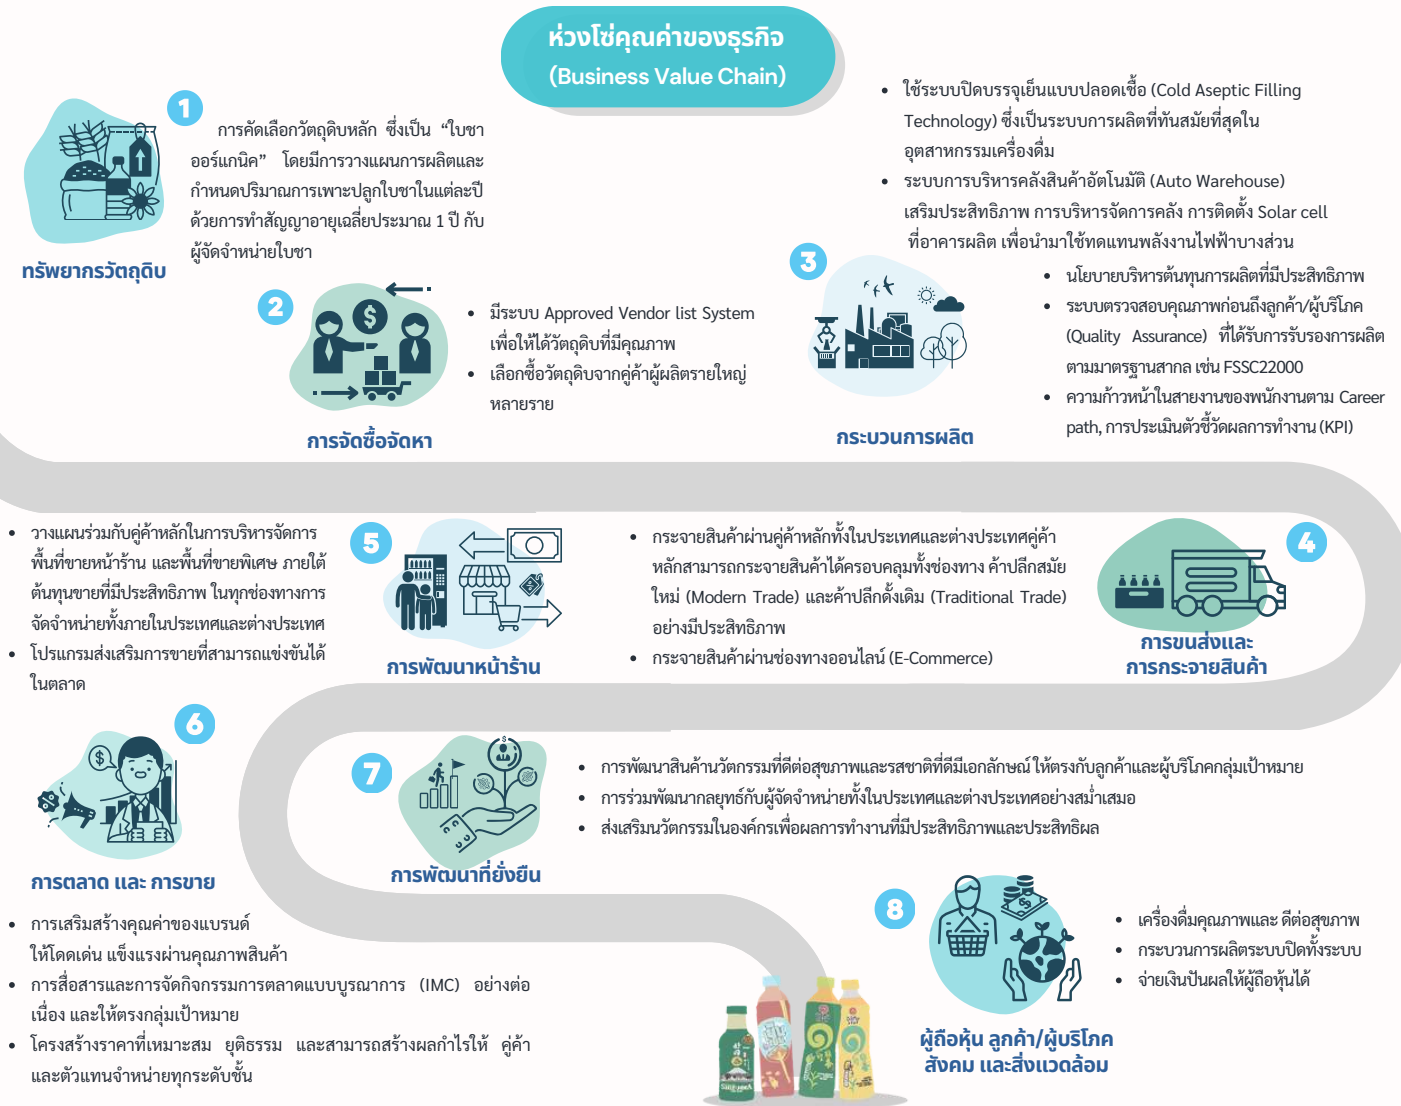 ห่วงโซ่คุณค่าของธุรกิจ
(Business Value Chain)
1
การคัดเลือกวัตถุดิบหลัก ซึ่งเป็น “ใบชา
ออร์แกนิค” โดยมีการวางแผนการผลิตและ
กำหนดปริมาณการเพาะปลูกใบชาในแต่ละปี
ด้วยการทำสัญญาอายุเฉลี่ยประมาณ 1 ปี กับ
ผู้จัดจำหน่ายใบชา
ทรัพยากรวัตถุดิบ
2
• มีระบบ Approved Vendor list System
เพื่อให้ได้วัตถุดิบที่มีคุณภาพ
• เลือกซื้อวัตถุดิบจากคู่ค้าผู้ผลิตรายใหญ่
หลายราย
การจัดซื้อจัดหา
• ใช้ระบบปิดบรรจุเย็นแบบปลอดเชื้อ (Cold Aseptic Filling
Technology) ซึ่งเป็นระบบการผลิตที่ทันสมัยที่สุดใน
อุตสาหกรรมเครื่องดื่ม
• ระบบการบริหารคลังสินค้าอัตโนมัติ (Auto Warehouse)
เสริมประสิทธิภาพ การบริหารจัดการคลัง การติดตั้ง Solar cell
ที่อาคารผลิต เพื่อนำมาใช้ทดแทนพลังงานไฟฟ้าบางส่วน
3
• นโยบายบริหารต้นทุนการผลิตที่มีประสิทธิภาพ
• ระบบตรวจสอบคุณภาพก่อนถึงลูกค้า/ผู้บริโภค
(Quality Assurance) ที่ได้รับการรับรองการผลิต
ตามมาตรฐานสากล เช่น FSSC22000
• ความก้าวหน้าในสายงานของพนักงานตาม Career
path, การประเมินตัวชี้วัดผลการทำงาน (KPI)
กระบวนการผลิต
4
• กระจายสินค้าผ่านคู่ค้าหลักทั้งในประเทศและต่างประเทศคู่ค้า
หลักสามารถกระจายสินค้าได้ครอบคลุมทั้งช่องทาง ค้าปลีกสมัย
ใหม่ (Modern Trade) และค้าปลีกดั้งเดิม (Traditional Trade)
อย่างมีประสิทธิภาพ
• กระจายสินค้าผ่านช่องทางออนไลน์ (E-Commerce)
การขนส่งและ
การกระจายสินค้า
5
• วางแผนร่วมกับคู่ค้าหลักในการบริหารจัดการ
พื้นที่ขายหน้าร้าน และพื้นที่ขายพิเศษ ภายใต้
ต้นทุนขายที่มีประสิทธิภาพ ในทุกช่องทางการ
จัดจำหน่ายทั้งภายในประเทศและต่างประเทศ
• โปรแกรมส่งเสริมการขายที่สามารถแข่งขันได้
ในตลาด
การพัฒนาหน้าร้าน
6
การตลาด และ การขาย
• การเสริมสร้างคุณค่าของแบรนด์
ให้โดดเด่น แข็งแรงผ่านคุณภาพสินค้า
• การสื่อสารและการจัดกิจกรรมการตลาดแบบบูรณาการ (IMC) อย่างต่อ
เนื่อง และให้ตรงกลุ่มเป้าหมาย
• โครงสร้างราคาที่เหมาะสม ยุติธรรม และสามารถสร้างผลกำไรให้ คู่ค้า
และตัวแทนจำหน่ายทุกระดับชั้น
7
• การพัฒนาสินค้านวัตกรรมที่ดีต่อสุขภาพและรสชาติที่ดีมีเอกลักษณ์ ให้ตรงกับลูกค้าและผู้บริโภคกลุ่มเป้าหมาย
• การร่วมพัฒนากลยุทธ์กับผู้จัดจำหน่ายทั้งในประเทศและต่างประเทศอย่างสม่ำเสมอ
• ส่งเสริมนวัตกรรมในองค์กรเพื่อผลการทำงานที่มีประสิทธิภาพและประสิทธิผล
การพัฒนาที่ยั่งยืน
8
• เครื่องดื่มคุณภาพและ ดีต่อสุขภาพ
• กระบวนการผลิตระบบปิดทั้งระบบ
• จ่ายเงินปันผลให้ผู้ถือหุ้นได้
ผู้ถือหุ้น ลูกค้า/ผู้บริโภค
สังคม และสิ่งแวดล้อม